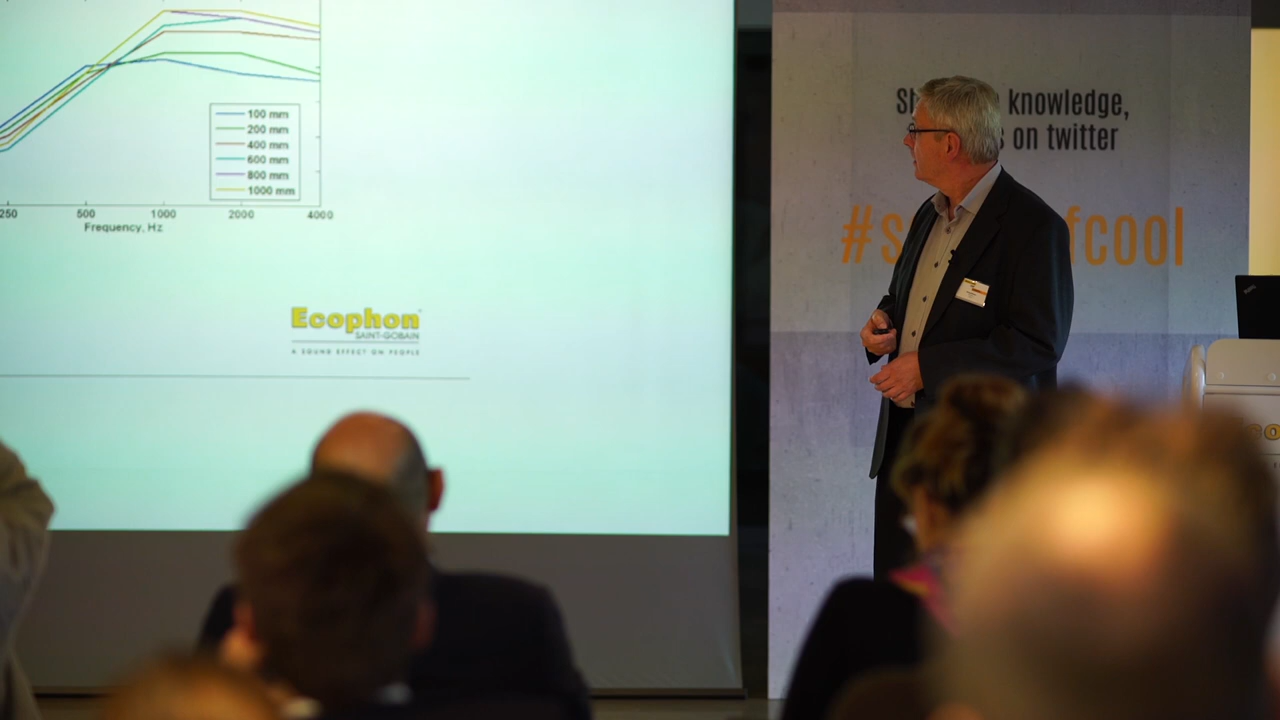 100 mm
200 mm
400 mm
600 mm
800 mm
1000 mm
250 500 1000 2000 4000
Frequency, Hz
Ecophon
SAINT-GOBAIN
A SOUND EFFECT ON PEOPLE
knowledge,
on twitter